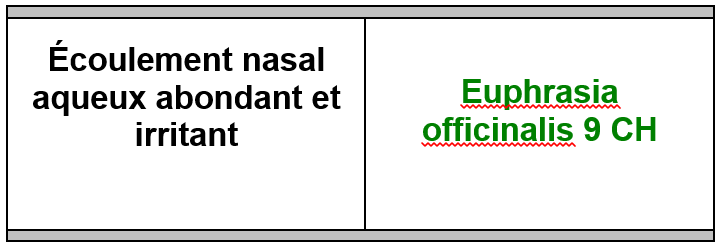 Écoulement nasal
aqueux abondant et
irritant
Euphrasia
officinalis 9 CH